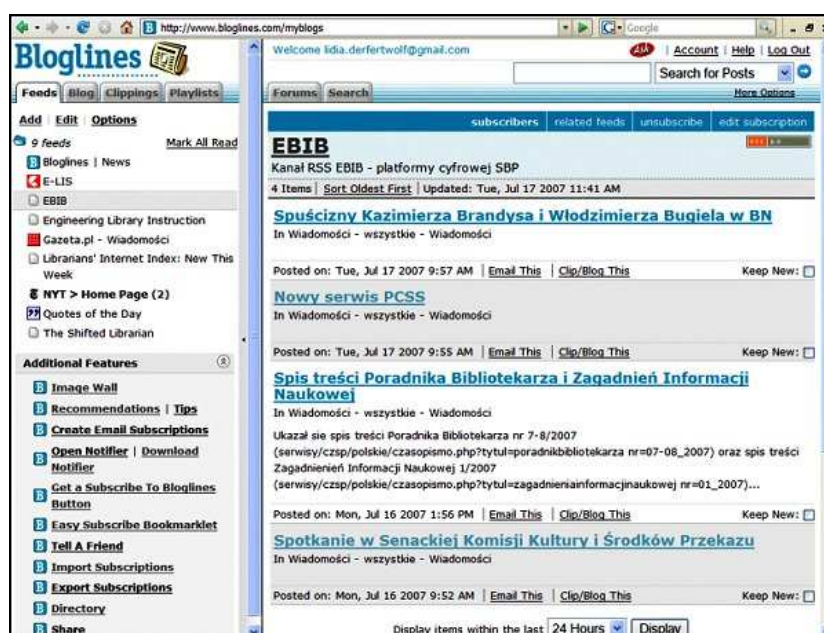 http://www.bloglines.com/myblogs
Google
Bloglines
Welcome lidia.derfertwolf@gmail.com
Ask | Account | Help | Log Out
Search for Posts
Feeds Blog Clippings Playlists
Forums Search
More Options
Add | Edit | Options
9 feeds Mark All Read
Bloglines | News
E-LIS
EBIB
Engineering Library Instruction
Gazeta.pl - Wiadomości
Librarians' Internet Index: New This
Week
NYT > Home Page (2)
Quotes of the Day
The Shifted Librarian
Additional Features
Image Wall
Recommendations | Tips
Create Email Subscriptions
Open Notifier | Download
Notifier
Get a Subscribe To Bloglines
Button
Easy Subscribe Bookmarklet
Tell A Friend
Import Subscriptions
Export Subscriptions
Directory
Share
subscribers | related feeds | unsubscribe | edit subscription
EBIB
Kanał RSS EBIB - platformy cyfrowej SBP
4 Items | Sort Oldest First | Updated: Tue, Jul 17 2007 11:41 AM
Spuścizny Kazimierza Brandysa i Włodzimierza Bugiela w BN
In Wiadomości - wszystkie - Wiadomości
Posted on: Tue, Jul 17 2007 9:57 AM | Email This | Clip/Blog This Keep New:
Nowy serwis PCSS
In Wiadomości - wszystkie - Wiadomości
Posted on: Tue, Jul 17 2007 9:55 AM | Email This | Clip/Blog This Keep New:
Spis treści Poradnika Bibliotekarza i Zagadnień Informacji
Naukowej
In Wiadomości - wszystkie - Wiadomości
Ukazał sie spis treści Poradnika Bibliotekarza nr 7-8/2007
(serwisy/czsp/polskie/czasopismo.php?tytul=poradnikbibliotekarza nr=07-08_2007) oraz spis treści
Zagadnienień Informacji Naukowej 1/2007
(serwisy/czsp/polskie/czasopismo.php?tytul=zagadnieniainformacjinaukowej nr=01_2007)...
Posted on: Mon, Jul 16 2007 1:56 PM | Email This | Clip/Blog This Keep New:
Spotkanie w Senackiej Komisji Kultury i Środków Przekazu
In Wiadomości - wszystkie - Wiadomości
Posted on: Mon, Jul 16 2007 9:52 AM | Email This | Clip/Blog This Keep New:
Display items within the last 24 Hours Display